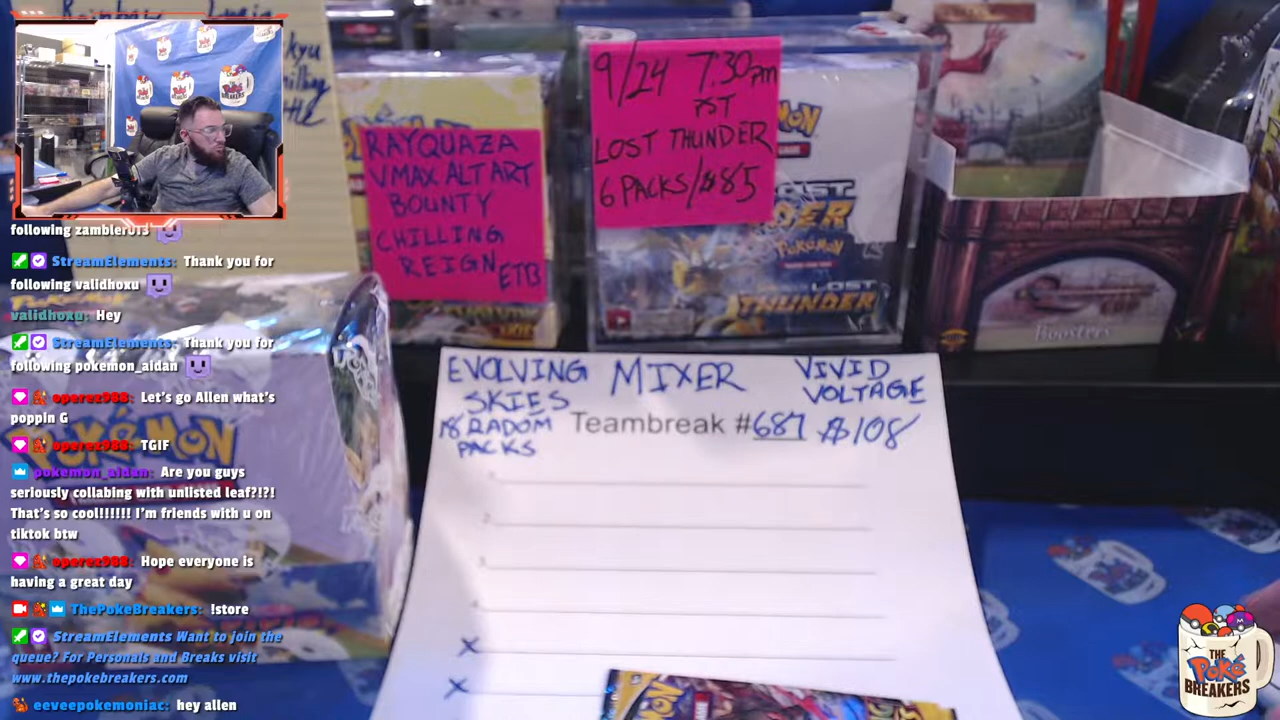 9/24 7:30pm
PST
LOST THUNDER
6 PACKS/$85
RAYQUAZA
VMAX ALT ART
BOUNTY
CHILLING
REIGN ETB
LOST
THUNDER
POKÉMON
Boosters
EVOLVING SKIES MIXER VIVID VOLTAGE
18 RADOM PACKS Teambreak #687 $108
X
X
following
StreamElements: Thank you for
following validhoxu
validhoxu: Hey
StreamElements: Thank you for
following pokemon_aidan
operez988: Let's go Allen what's
poppin G
operez988: TGIF
pokemon_aidan: Are you guys
seriously collabing with unlisted leaf?!?!
That's so cool!!!!!! I'm friends with u on
tiktok btw
operez988: Hope everyone is
having a great day
ThePokeBreakers: !store
StreamElements Want to join the
queue? For Personals and Breaks visit
www.thepokebreakers.com
eeveepokemoniac: hey allen
THE
Poké
BREAKERS